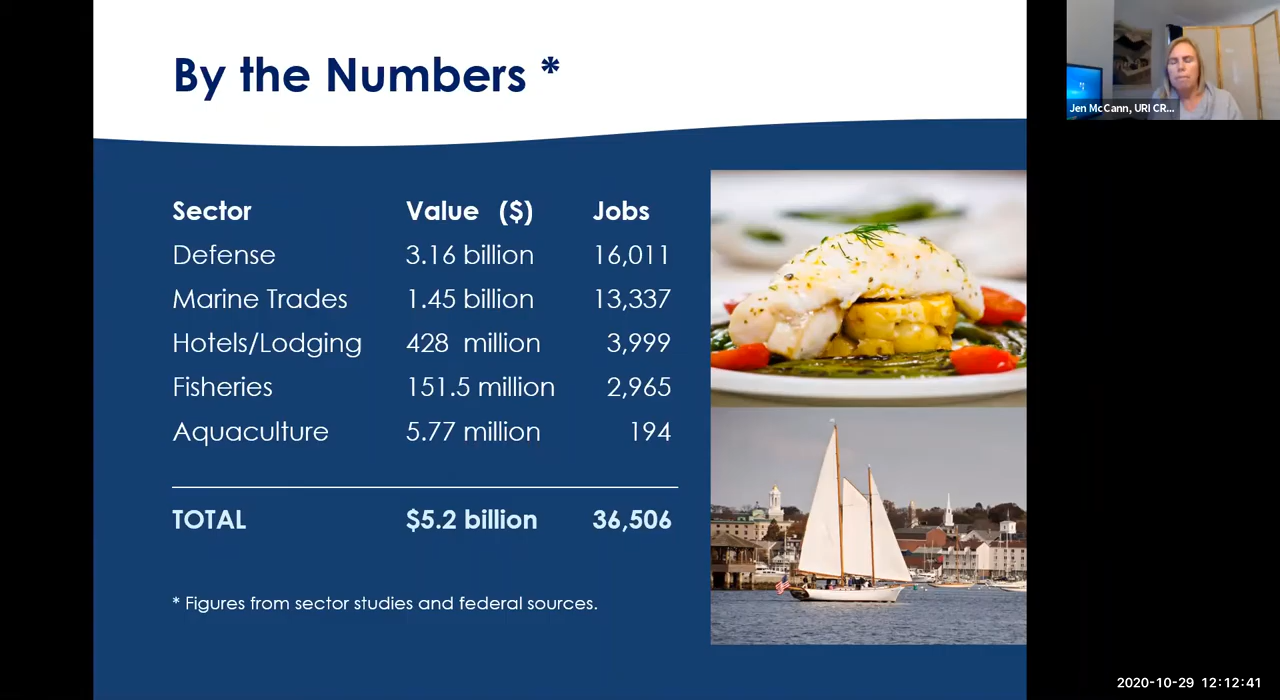 By the Numbers *
Sector Value ($) Jobs
Defense 3.16 billion 16,011
Marine Trades 1.45 billion 13,337
Hotels/Lodging 428 million 3,999
Fisheries 151.5 million 2,965
Aquaculture 5.77 million 194
TOTAL $5.2 billion 36,506
* Figures from sector studies and federal sources.
Jen McCann, URI CR...
2020-10-29 12:12:41